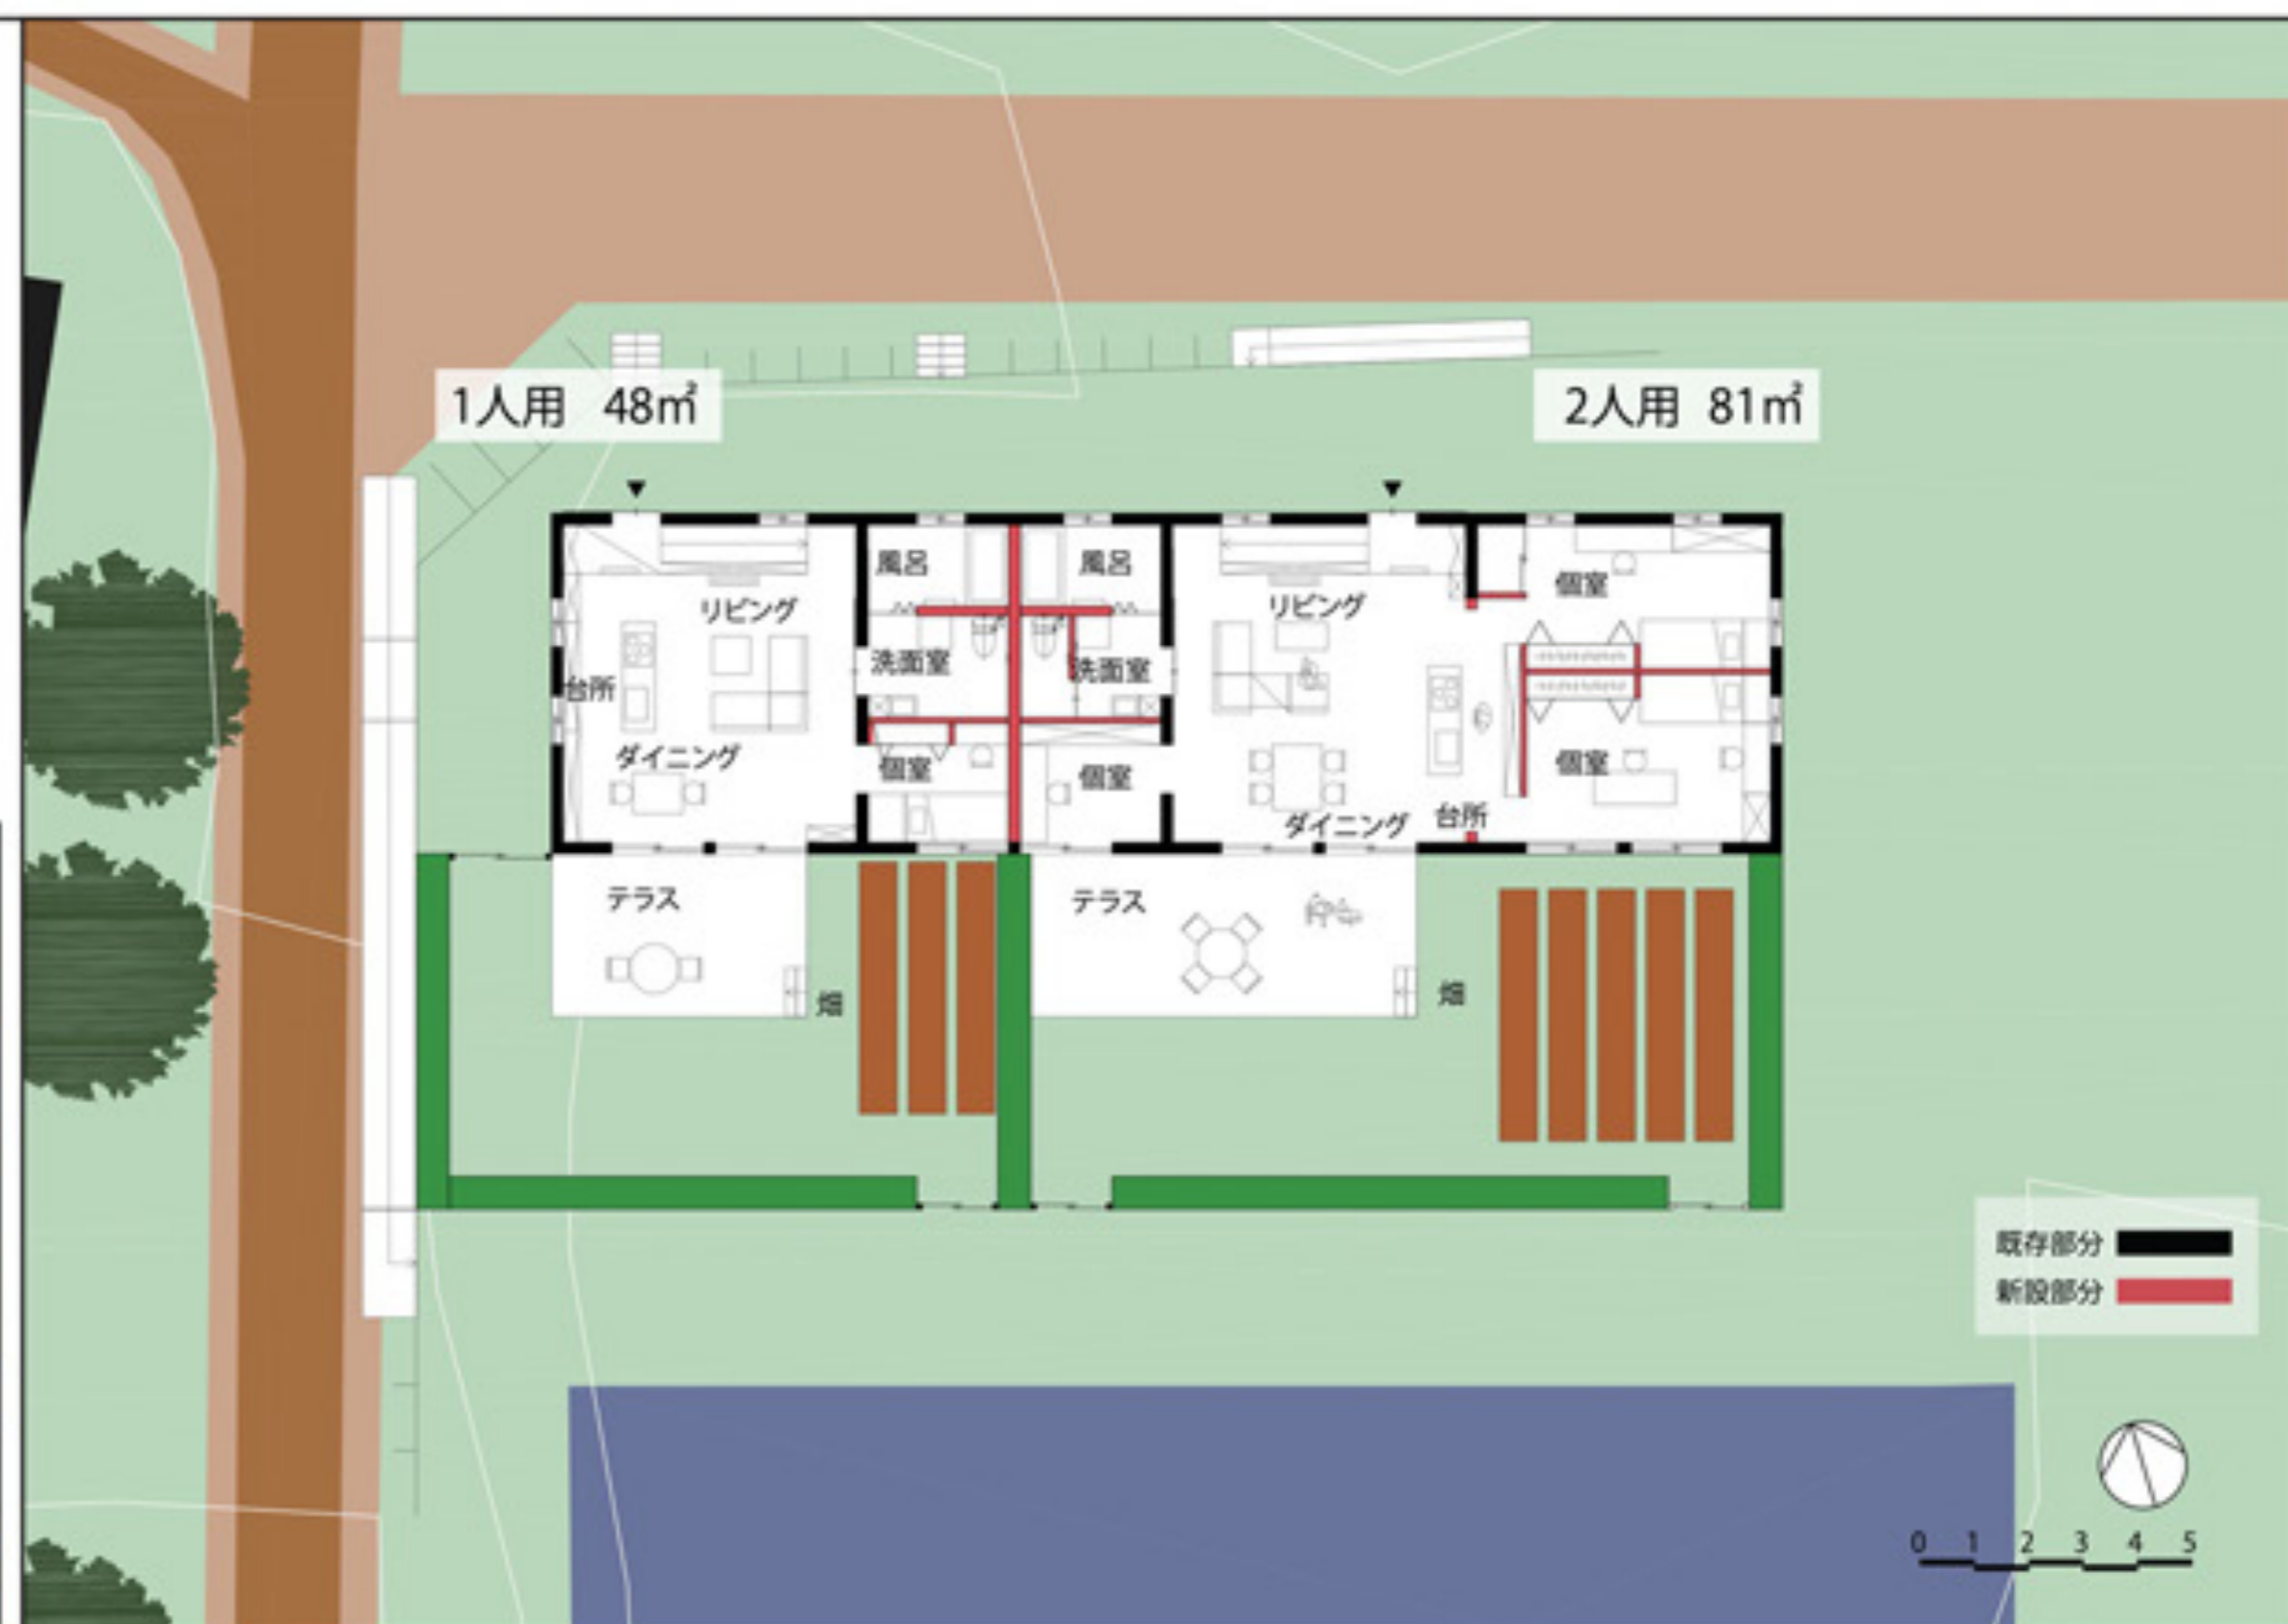 1人用 48㎡
2人用 81㎡
風呂
風呂
個室
リビング
リビング
洗面室
洗面室
台所
ダイニング
個室
個室
個室
ダイニング
台所
テラス
テラス
畑
畑
既存部分
新設部分
0 1 2 3 4 5